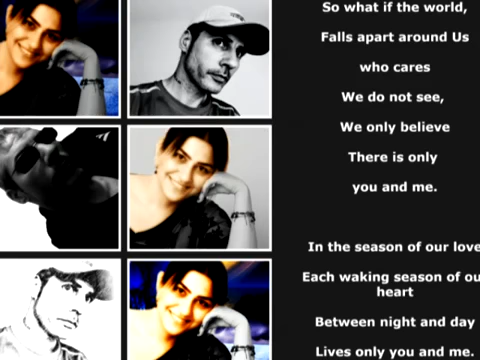 So what if the world,
Falls apart around Us
who cares
We do not see,
We only believe
There is only
you and me.
In the season of our love
Each waking season of ou
heart
Between night and day
Lives only you and me.